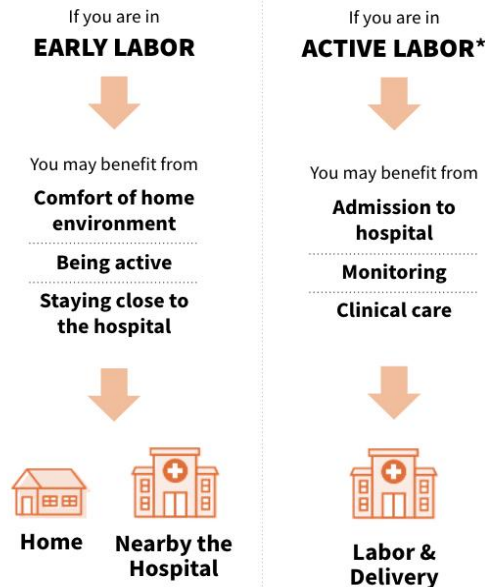 If you are in
EARLY LABOR
You may benefit from
Comfort of home
environment
Being active
Staying close to
the hospital
Home
Nearby the
Hospital
If you are in
ACTIVE LABOR*
You may benefit from
Admission to
hospital
Monitoring
Clinical care
Labor &
Delivery